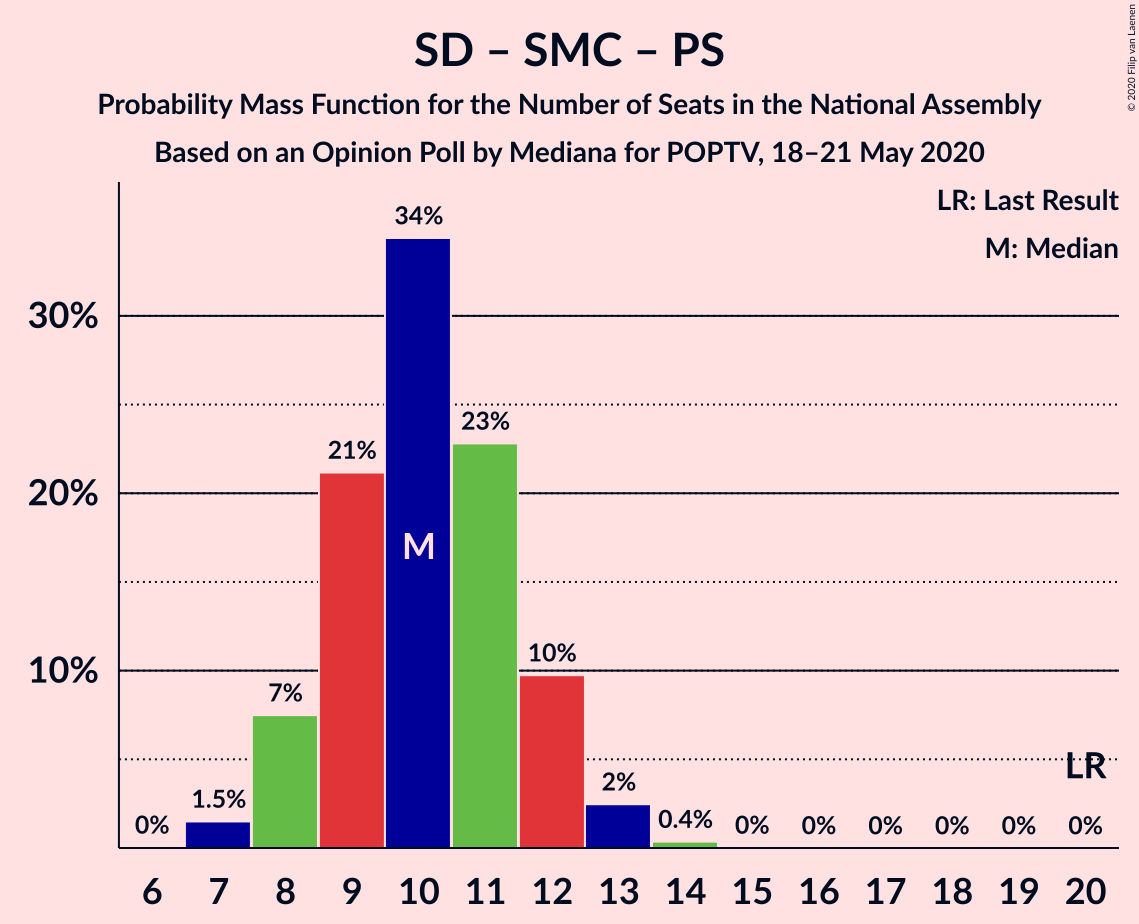 SD – SMC – PS
Probability Mass Function for the Number of Seats in the National Assembly
Based on an Opinion Poll by Mediana for POPTV, 18–21 May 2020
© 2020 Filip van Laenen
LR: Last Result
M: Median
30%
20%
10%
0%
1.5%
7%
21%
34%
23%
10%
2%
0.4%
0%
0%
0%
0%
0%
0%
M
LR
6 7 8 9 10 11 12 13 14 15 16 17 18 19 20